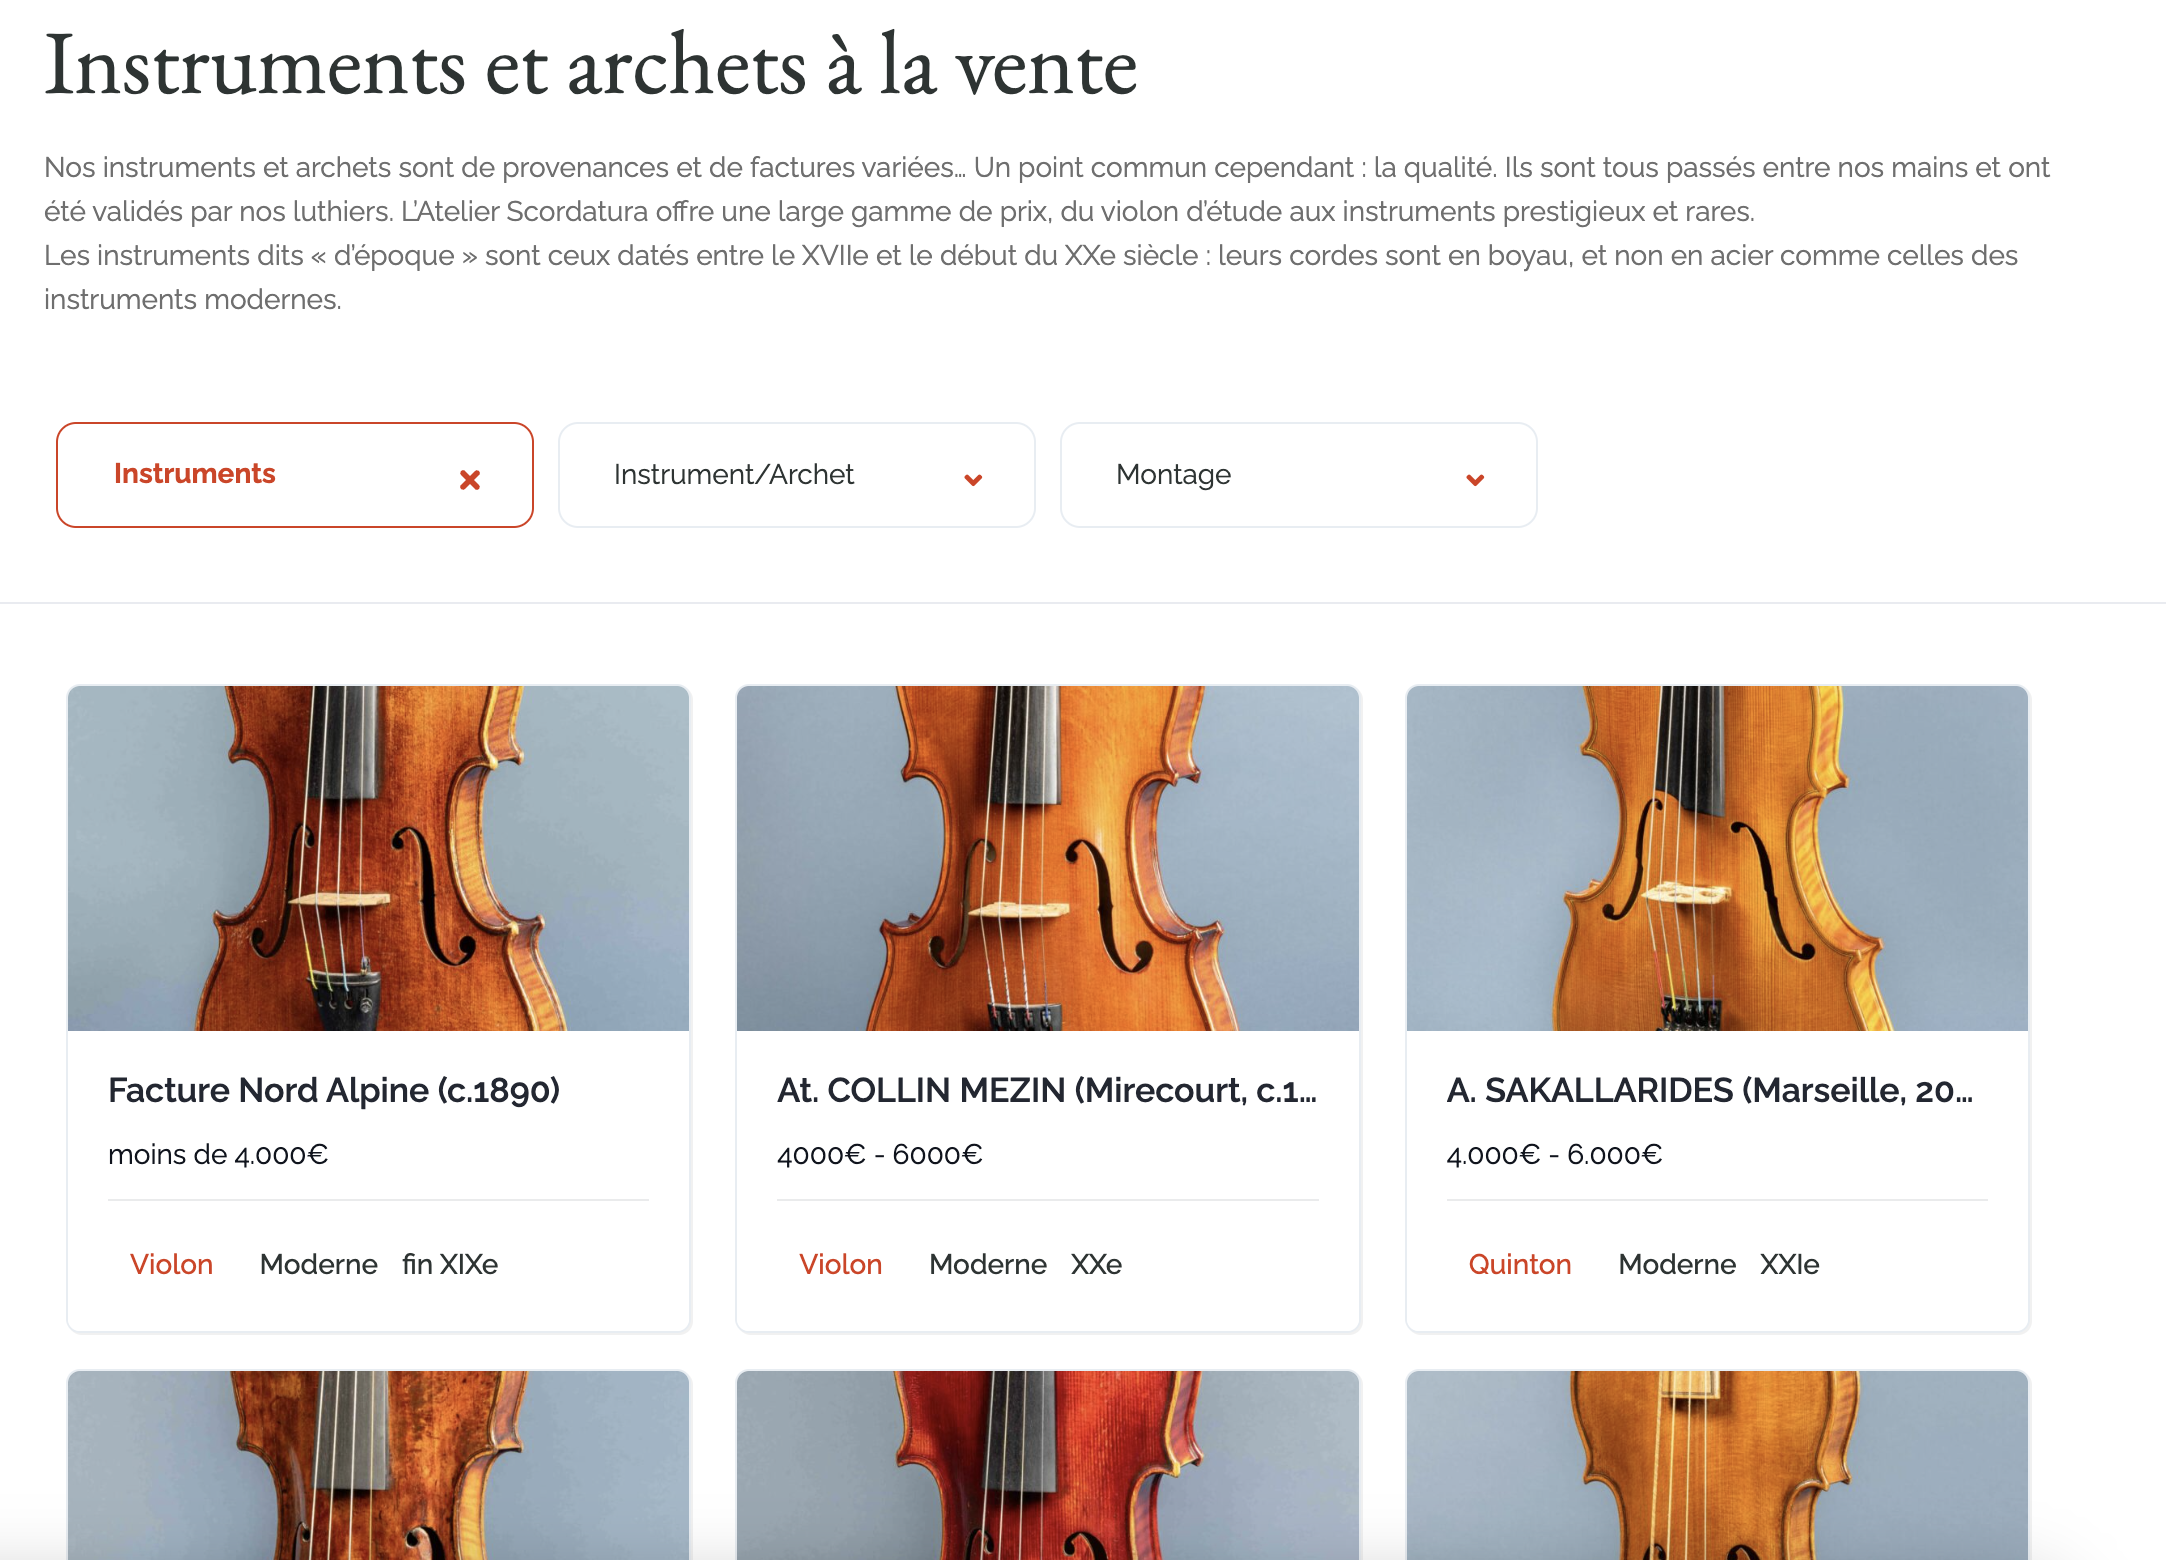 Instruments et archets à la vente
Nos instruments et archets sont de provenances et de factures variées… Un point commun cependant : la qualité. Ils sont tous passés entre nos mains et ont
été validés par nos luthiers. L’Atelier Scordatura offre une large gamme de prix, du violon d’étude aux instruments prestigieux et rares.
Les instruments dits « d’époque » sont ceux datés entre le XVIIe et le début du XXe siècle : leurs cordes sont en boyau, et non en acier comme celles des
instruments modernes.
Instruments
Instrument/Archet
Montage
Facture Nord Alpine (c.1890)
moins de 4.000€
Violon Moderne fin XIXe
At. COLLIN MEZIN (Mirecourt, c.1…
4000€ - 6000€
Violon Moderne XXe
A. SAKALLARIDES (Marseille, 20…
4.000€ - 6.000€
Quinton Moderne XXIe